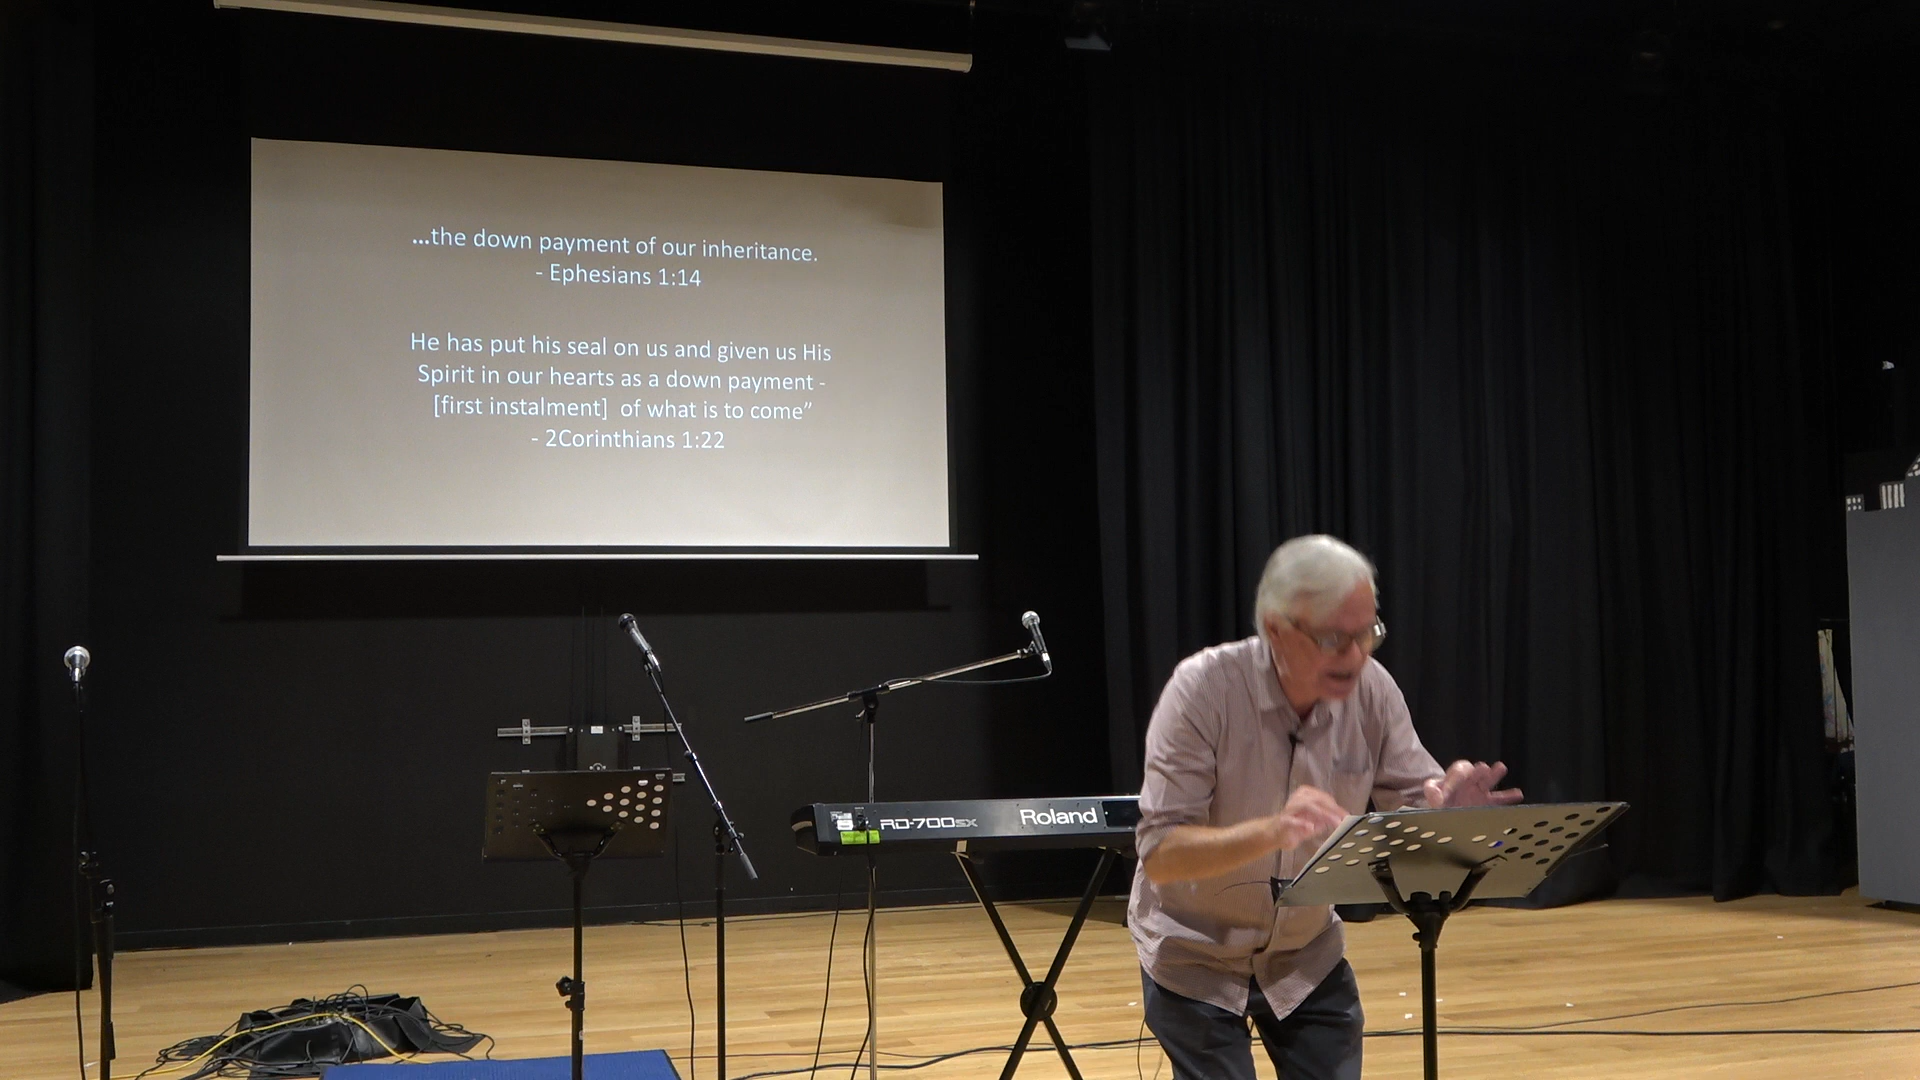 ...the down payment of our inheritance.
- Ephesians 1:14
He has put his seal on us and given us His
Spirit in our hearts as a down payment -
[first instalment]  of what is to come”
- 2Corinthians 1:22
RD-700SX
Roland